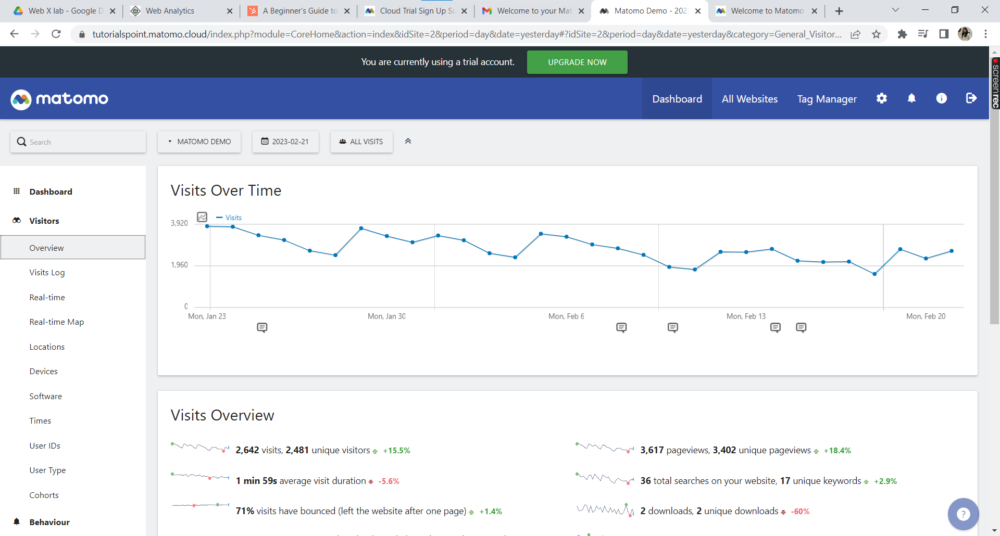 Web X lab - Google D
Web Analytics
A Beginner's Guide to
Cloud Trial Sign Up Su
Welcome to your Mat
Matomo Demo - 202
Welcome to Matomo
tutorialspoint.matomo.cloud/index.php?module=CoreHome&action=index&idSite=2&period=day&date=yesterday#?idSite=2&period=day&date=yesterday&category=General_Visitor...
You are currently using a trial account.
UPGRADE NOW
screenrec
matomo
Dashboard
All Websites
Tag Manager
Search
MATOMO DEMO
2023-02-21
ALL VISITS
Dashboard
Visitors
Overview
Visits Log
Real-time
Real-time Map
Locations
Devices
Software
Times
User IDs
User Type
Cohorts
Behaviour
Visits Over Time
Visits
3,920
1,960
0
Mon, Jan 23
Mon, Jan 30
Mon, Feb 6
Mon, Feb 13
Mon, Feb 20
Visits Overview
2,642 visits, 2,481 unique visitors +15.5%
3,617 pageviews, 3,402 unique pageviews +18.4%
1 min 59s average visit duration -5.6%
36 total searches on your website, 17 unique keywords +2.9%
71% visits have bounced (left the website after one page) +1.4%
2 downloads, 2 unique downloads -60%
?